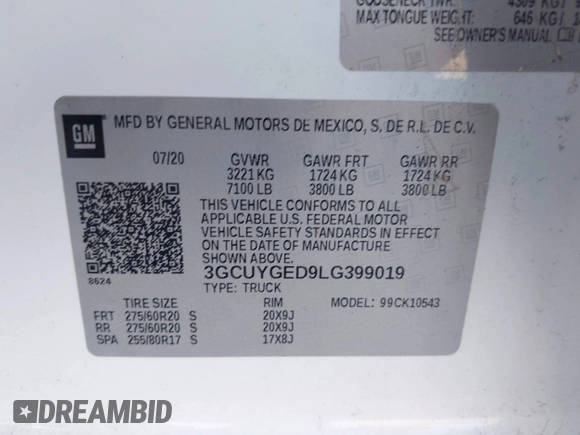 GOOSENECK TWR: 4309 KG/
MAX TONGUE WEIGHT: 646 KG/
SEE OWNER'S MANUAL
GM
MFD BY GENERAL MOTORS DE MEXICO, S. DE R.L. DE C.V.
07/20 GVWR GAWR FRT GAWR RR
3221 KG 1724 KG 1724 KG
7100 LB 3800 LB 3800 LB
THIS VEHICLE CONFORMS TO ALL
APPLICABLE U.S. FEDERAL MOTOR
VEHICLE SAFETY STANDARDS IN EFFECT
ON THE DATE OF MANUFACTURE
SHOWN ABOVE.
8624 3GCUYGED9LG399019
TYPE: TRUCK
TIRE SIZE RIM MODEL: 99CK10543
FRT 275/60R20 S 20X9J
RR 275/60R20 S 20X9J
SPA 255/80R17 S 17X8J
DREAMBID